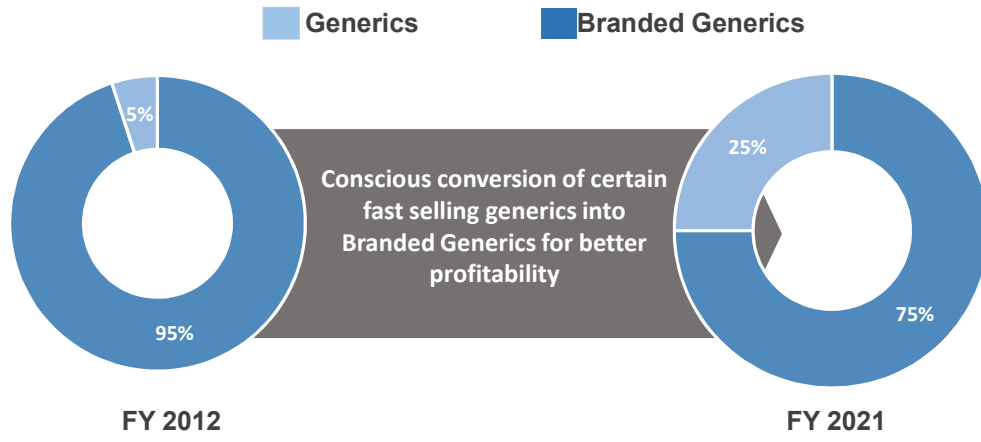 Generics
Branded Generics
5%
95%
Conscious conversion of certain
fast selling generics into
Branded Generics for better
profitability
25%
75%
FY 2012
FY 2021